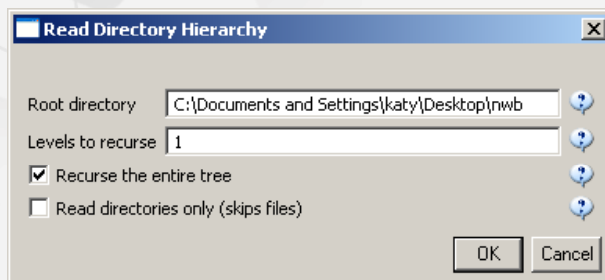 Read Directory Hierarchy
Root directory C:\Documents and Settings\katy\Desktop\nwb
Levels to recurse 1
Recurse the entire tree
Read directories only (skips files)
OK Cancel